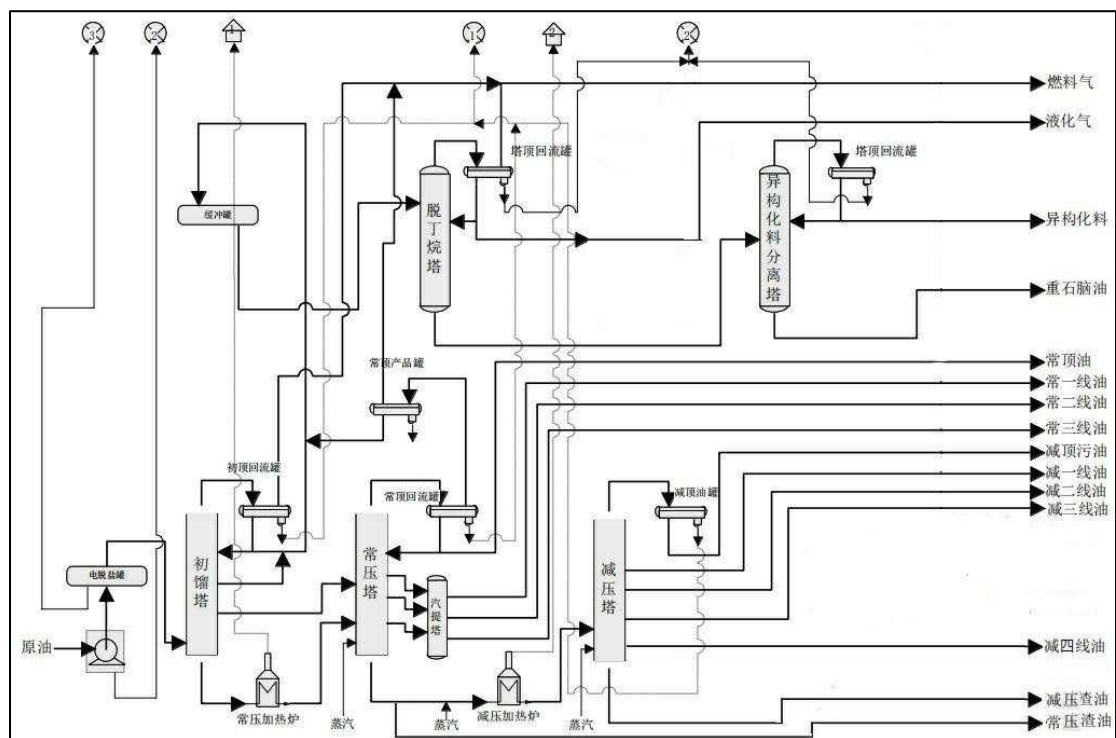 3
2
1
1
2
2
燃料气
液化气
塔顶回流罐
塔顶回流罐
缓冲罐
脱丁烷塔
异构化料分离塔
异构化料
重石脑油
常顶产品罐
常顶油
常一线油
常二线油
常三线油
减顶污油
减一线油
减二线油
减三线油
初顶回流罐
常顶回流罐
减顶油罐
初馏塔
常压塔
汽提塔
减压塔
电脱盐罐
原油
减四线油
常压加热炉
蒸汽
蒸汽
减压加热炉
蒸汽
减压渣油
常压渣油